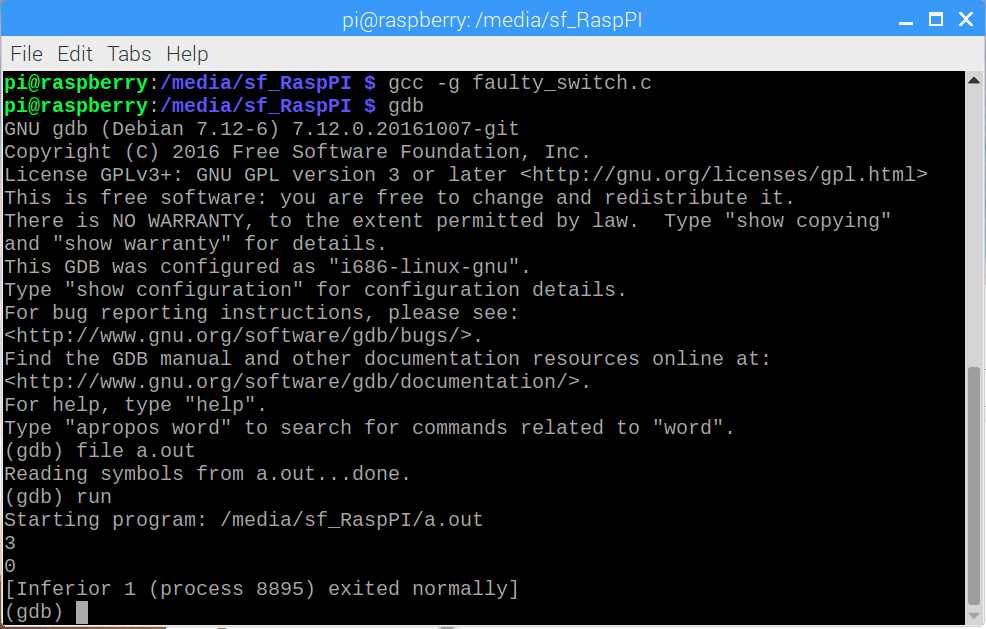 pi@raspberry: /media/sf_RaspPI
File Edit Tabs Help
pi@raspberry:/media/sf_RaspPI $ gcc -g faulty_switch.c
pi@raspberry:/media/sf_RaspPI $ gdb
GNU gdb (Debian 7.12-6) 7.12.0.20161007-git
Copyright (C) 2016 Free Software Foundation, Inc.
License GPLv3+: GNU GPL version 3 or later <http://gnu.org/licenses/gpl.html>
This is free software: you are free to change and redistribute it.
There is NO WARRANTY, to the extent permitted by law.  Type "show copying"
and "show warranty" for details.
This GDB was configured as "i686-linux-gnu".
Type "show configuration" for configuration details.
For bug reporting instructions, please see:
<http://www.gnu.org/software/gdb/bugs/>.
Find the GDB manual and other documentation resources online at:
<http://www.gnu.org/software/gdb/documentation/>.
For help, type "help".
Type "apropos word" to search for commands related to "word".
(gdb) file a.out
Reading symbols from a.out...done.
(gdb) run
Starting program: /media/sf_RaspPI/a.out
3
0
[Inferior 1 (process 8895) exited normally]
(gdb)